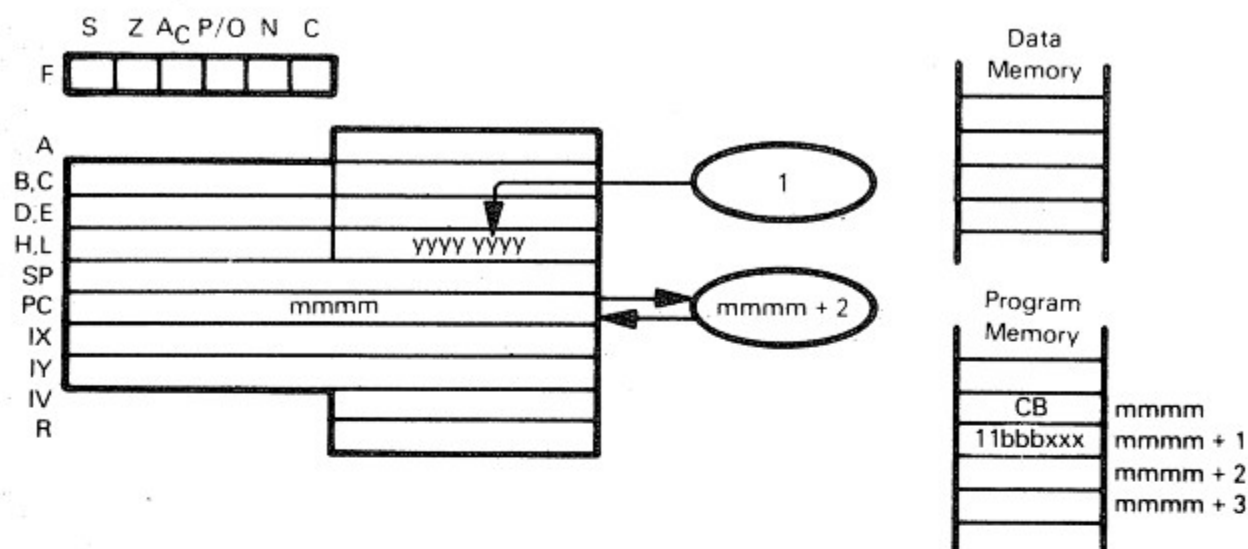 S Z AC P/O N C
F
A
B,C
D,E
H,L yyyy yyyy
SP
PC mmmm
IX
IY
IV
R
1
mmmm + 2
Data
Memory
Program
Memory
CB mmmm
11bbbxxx mmmm + 1
mmmm + 2
mmmm + 3